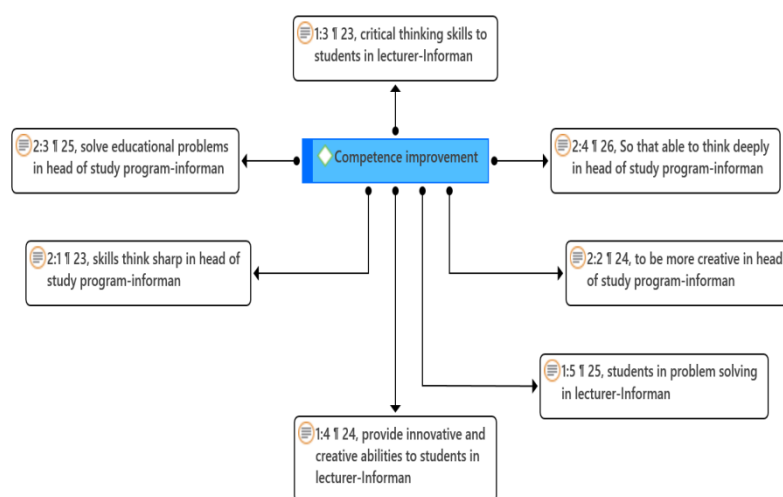 1:3 ¶ 23, critical thinking skills to
students in lecturer-Informan
2:3 ¶ 25, solve educational problems
in head of study program-informan
Competence improvement
2:4 ¶ 26, So that able to think deeply
in head of study program-informan
2:1 ¶ 23, skills think sharp in head of
study program-informan
2:2 ¶ 24, to be more creative in head
of study program-informan
1:5 ¶ 25, students in problem solving
in lecturer-Informan
1:4 ¶ 24, provide innovative and
creative abilities to students in
lecturer-Informan